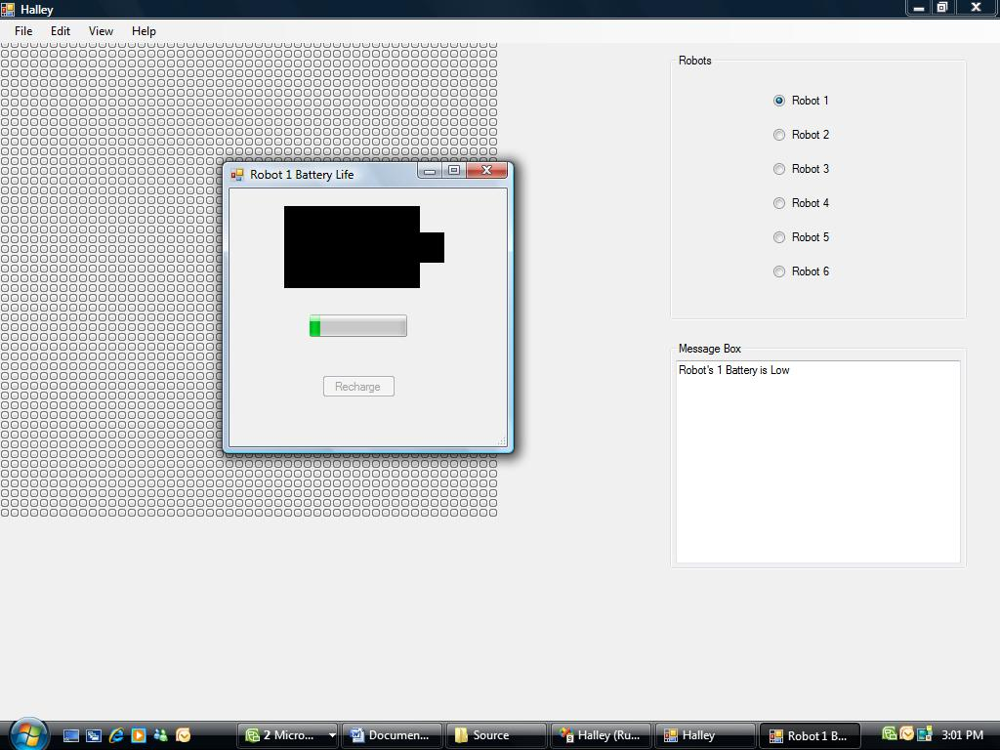 Halley
File Edit View Help
Robots
Robot 1
Robot 2
Robot 3
Robot 4
Robot 5
Robot 6
Robot 1 Battery Life
Recharge
Message Box
Robot's 1 Battery is Low
2 Micro... Documen... Source Halley (Ru... Halley Robot 1 B... 3:01 PM